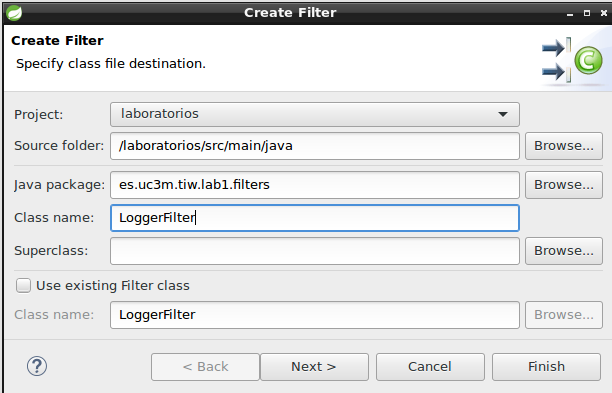 Create Filter
Create Filter
Specify class file destination.
Project: laboratorios
Source folder: /laboratorios/src/main/java Browse...
Java package: es.uc3m.tiw.lab1.filters Browse...
Class name: LoggerFilter
Superclass: Browse...
Use existing Filter class
Class name: LoggerFilter Browse...
? < Back Next > Cancel Finish